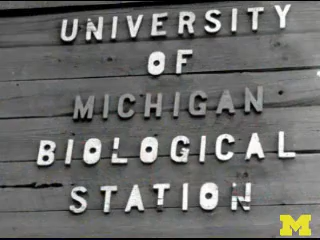 UNIVERSITY
OF
MICHIGAN
BIOLOGICAL
STATION
M